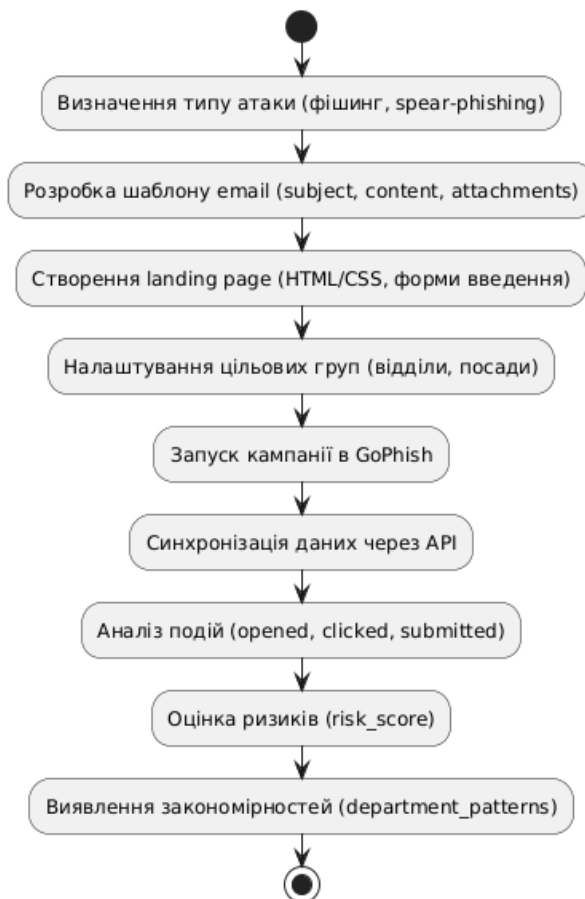 Визначення типу атаки (фішинг, spear-phishing)
Розробка шаблону email (subject, content, attachments)
Створення landing page (HTML/CSS, форми введення)
Налаштування цільових груп (відділи, посади)
Запуск кампанії в GoPhish
Синхронізація даних через API
Аналіз подій (opened, clicked, submitted)
Оцінка ризиків (risk_score)
Виявлення закономірностей (department_patterns)